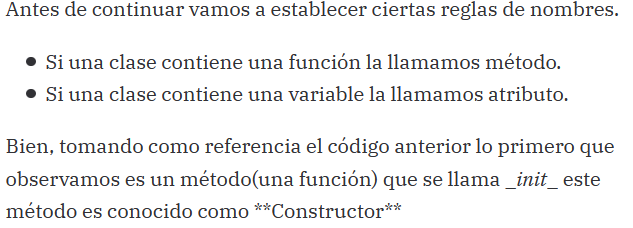 Antes de continuar vamos a establecer ciertas reglas de nombres.
• Si una clase contiene una función la llamamos método.
• Si una clase contiene una variable la llamamos atributo.
Bien, tomando como referencia el código anterior lo primero que
observamos es un método(una función) que se llama _init_ este
método es conocido como **Constructor**